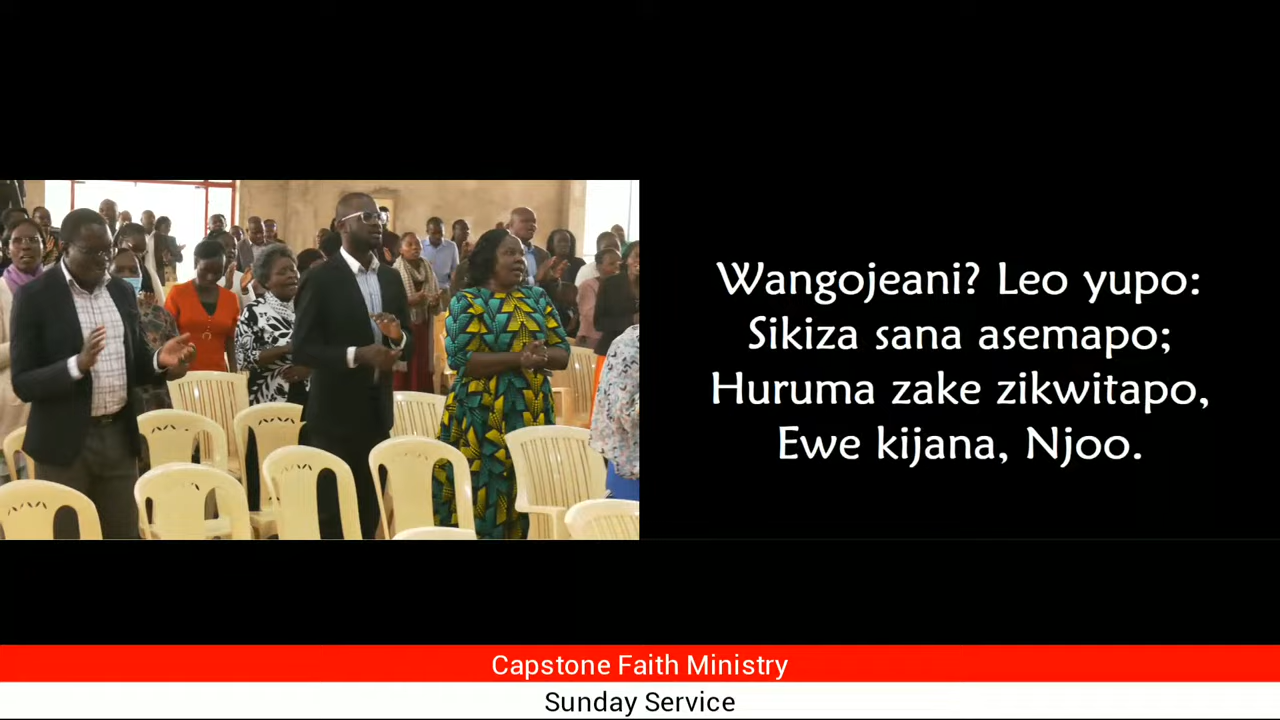 Wangojeani? Leo yupo:
Sikiza sana asemapo;
Huruma zake zikwitapo,
Ewe kijana, Njoo.
Capstone Faith Ministry
Sunday Service